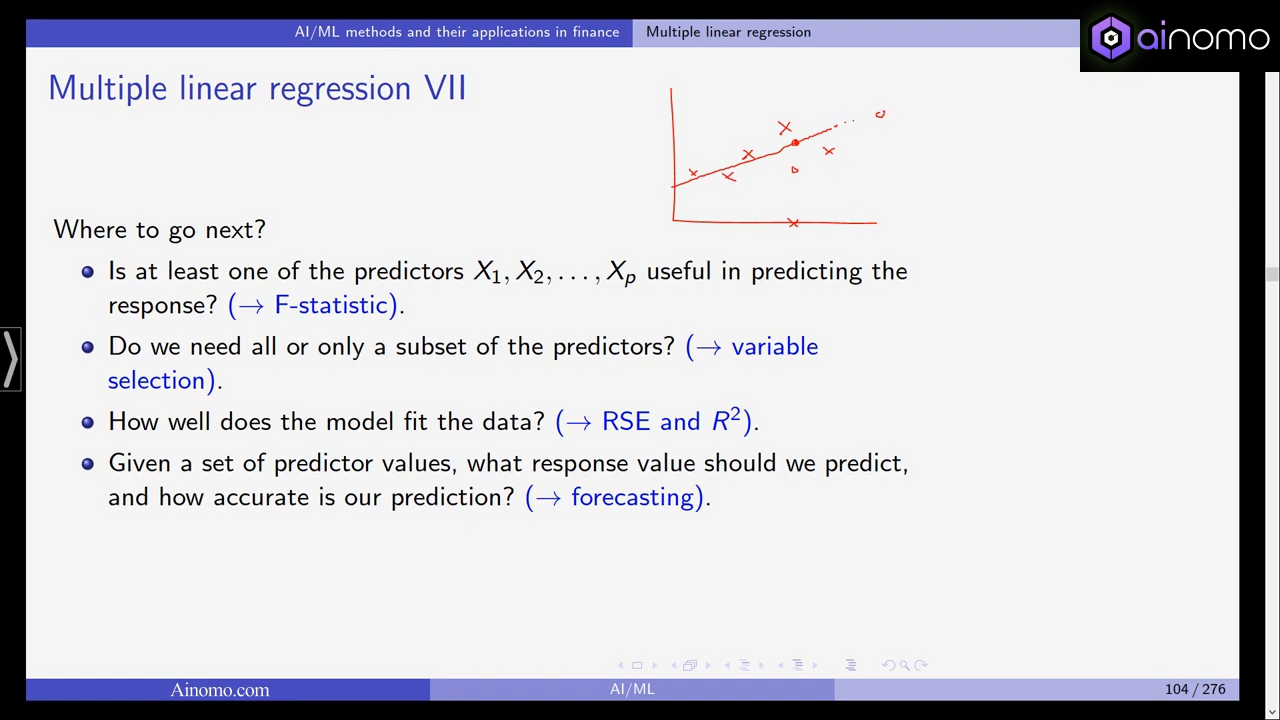 AI/ML methods and their applications in finance
Multiple linear regression
ainomo
Multiple linear regression VII
Where to go next?
Is at least one of the predictors X₁, X₂, . . . , Xₚ useful in predicting the
response? (→ F-statistic).
Do we need all or only a subset of the predictors? (→ variable
selection).
How well does the model fit the data? (→ RSE and R²).
Given a set of predictor values, what response value should we predict,
and how accurate is our prediction? (→ forecasting).
Ainomo.com
AI/ML
104 / 276